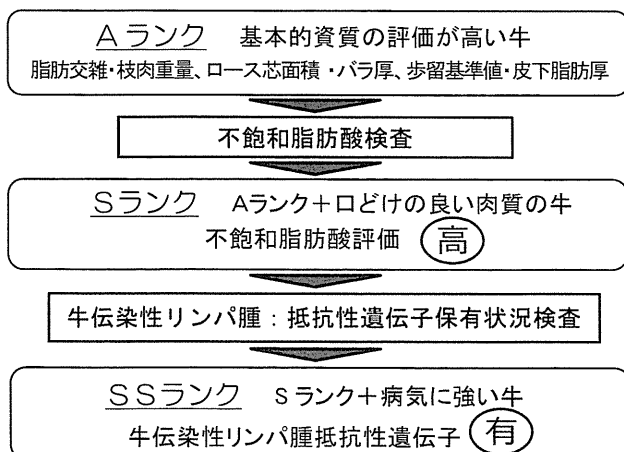 Aランク 基本的資質の評価が高い牛
脂肪交雑・枝肉重量、ロース芯面積・バラ厚、歩留基準値・皮下脂肪厚
不飽和脂肪酸検査
Sランク Aランク+口どけの良い肉質の牛
不飽和脂肪酸評価 高
牛伝染性リンパ腫：抵抗性遺伝子保有状況検査
SSランク Sランク+病気に強い牛
牛伝染性リンパ腫抵抗性遺伝子 有